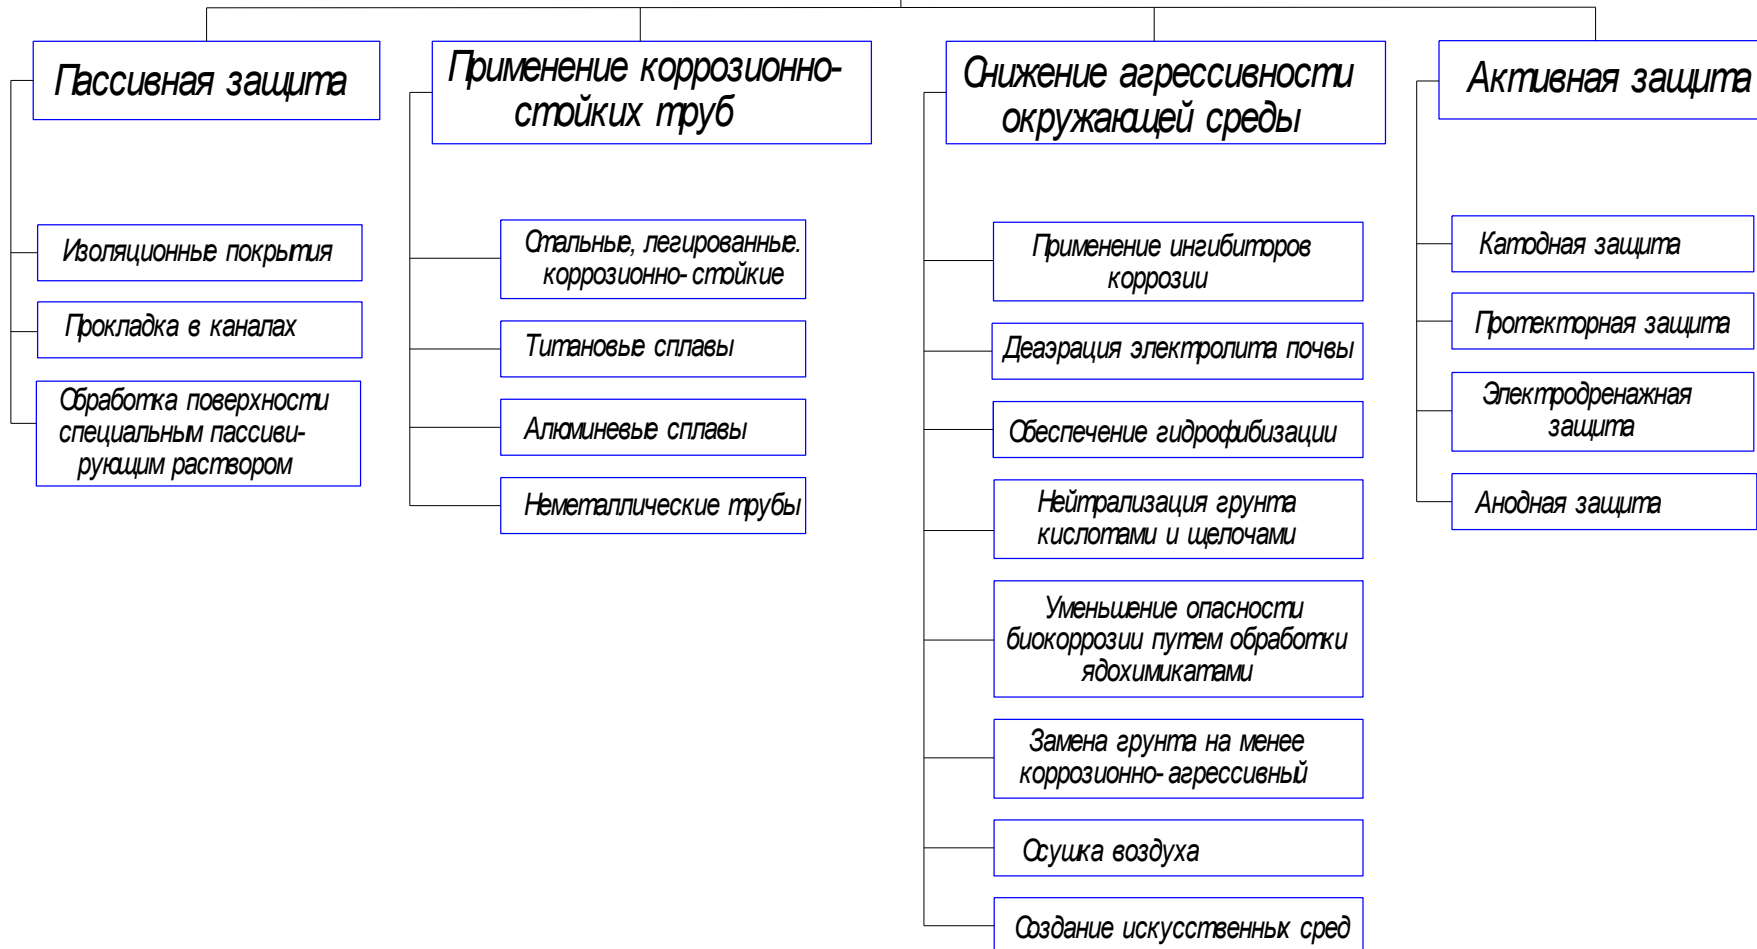 Пассивная защита
Изоляционные покрытия
Прокладка в каналах
Обработка поверхности
специальным пассиви-
рующим раствором
Применение коррозионно-
стойких труб
Стальные, легированные.
коррозионно-стойкие
Титановые сплавы
Алюминевые сплавы
Неметаллические трубы
Снижение агрессивности
окружающей среды
Применение ингибиторов
коррозии
Деаэрация электролита почвы
Обеспечение гидрофибизации
Нейтрализация грунта
кислотами и щелочами
Уменьшение опасности
биокоррозии путем обработки
ядохимикатами
Замена грунта на менее
коррозионно-агрессивный
Осушка воздуха
Создание искусственных сред
Активная защита
Катодная защита
Протекторная защита
Электродренажная
защита
Анодная защита